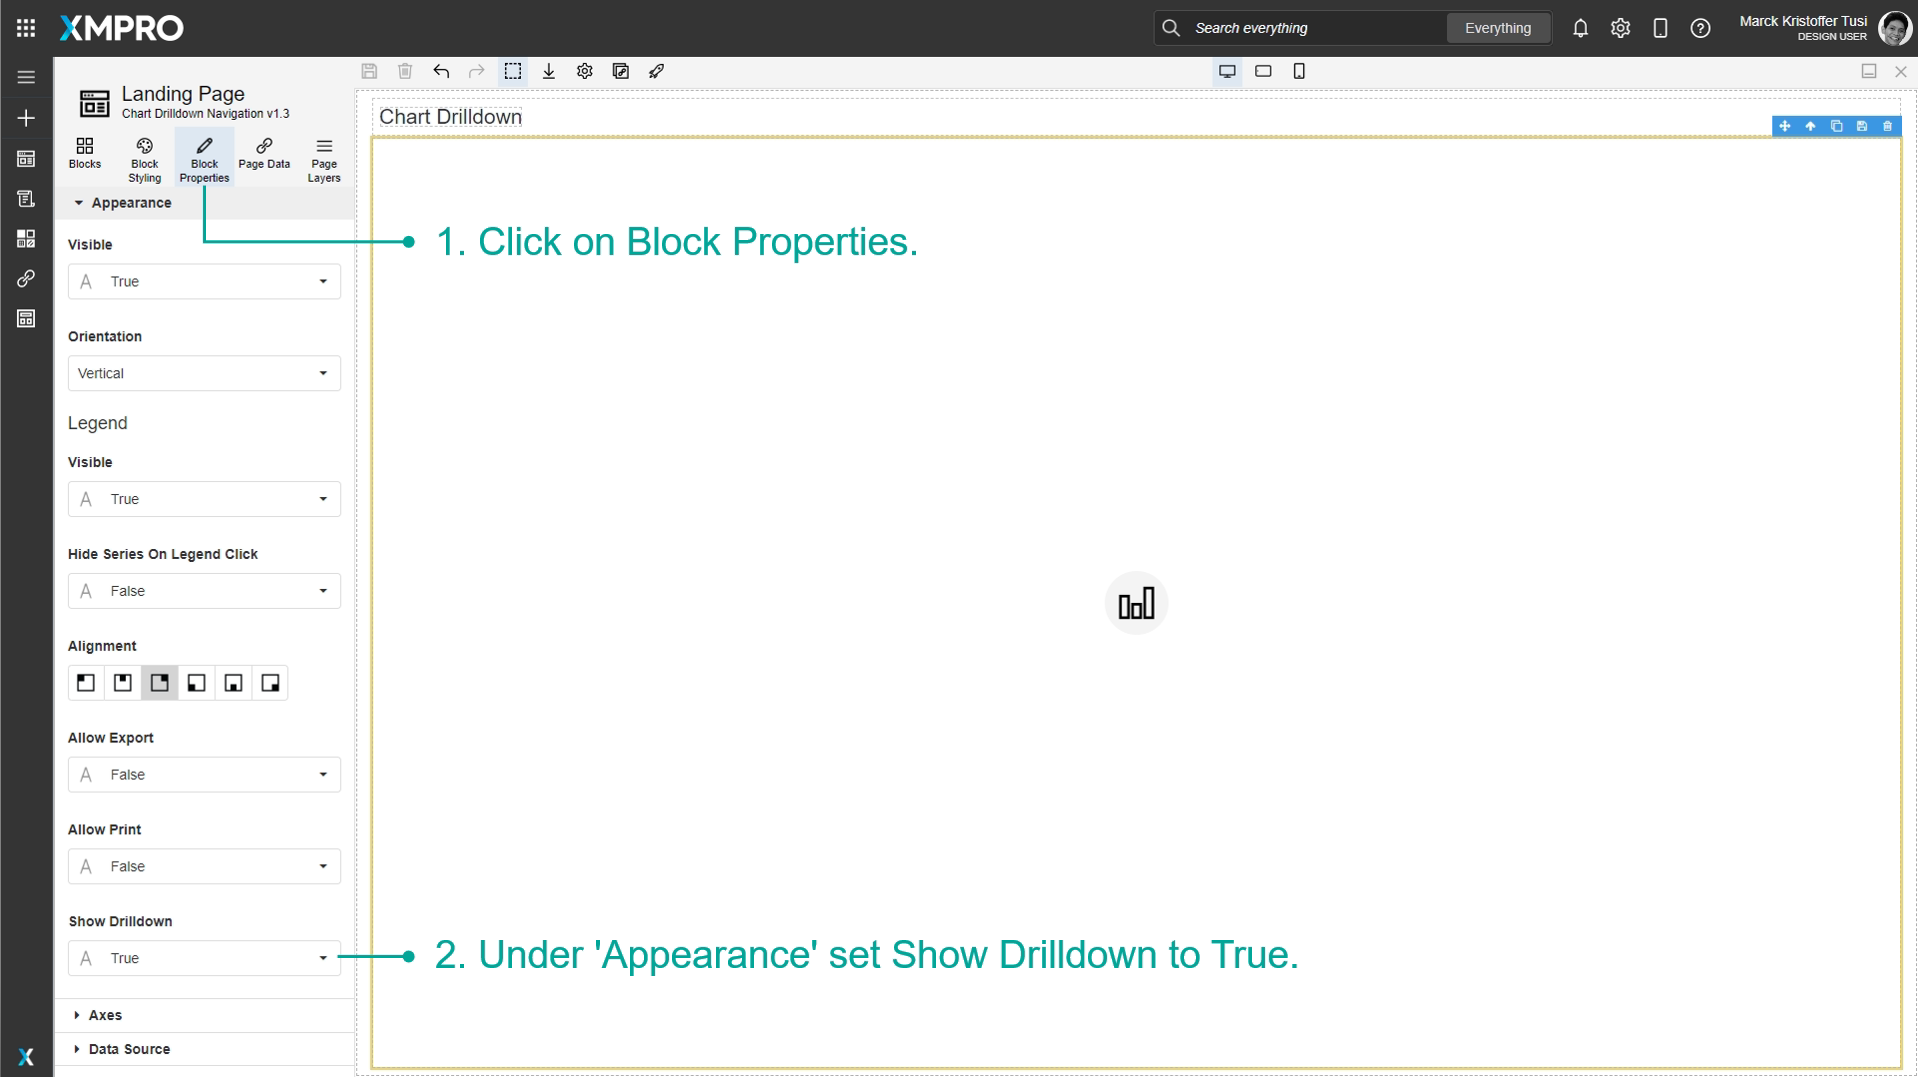 XMPRO
Search everything
Everything
Marck Kristoffer Tusi
DESIGN USER
Landing Page
Chart Drilldown Navigation v1.3
Blocks
Block Styling
Block Properties
Page Data
Page Layers
Chart Drilldown
Appearance
1. Click on Block Properties.
Visible
A True
Orientation
Vertical
Legend
Visible
A True
Hide Series On Legend Click
A False
Alignment
Allow Export
A False
Allow Print
A False
Show Drilldown
A True
2. Under 'Appearance' set Show Drilldown to True.
Axes
Data Source
X